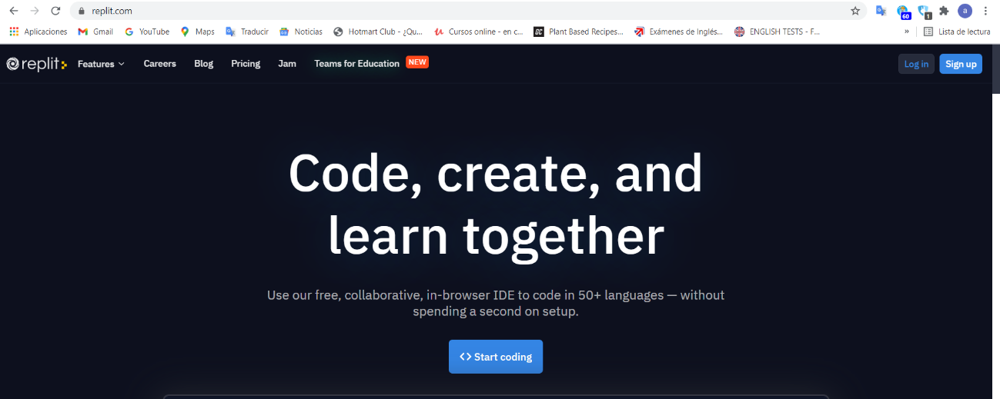 replit.com
60
1
a
Aplicaciones Gmail YouTube Maps Traducir Noticias Hotmart Club - ¿Qu... Cursos online - en c... GC Plant Based Recipes... Exámenes de Inglés... ENGLISH TESTS - F... » Lista de lectura
replit Features Careers Blog Pricing Jam Teams for Education NEW Log in Sign up
Code, create, and
learn together
Use our free, collaborative, in-browser IDE to code in 50+ languages — without
spending a second on setup.
<> Start coding